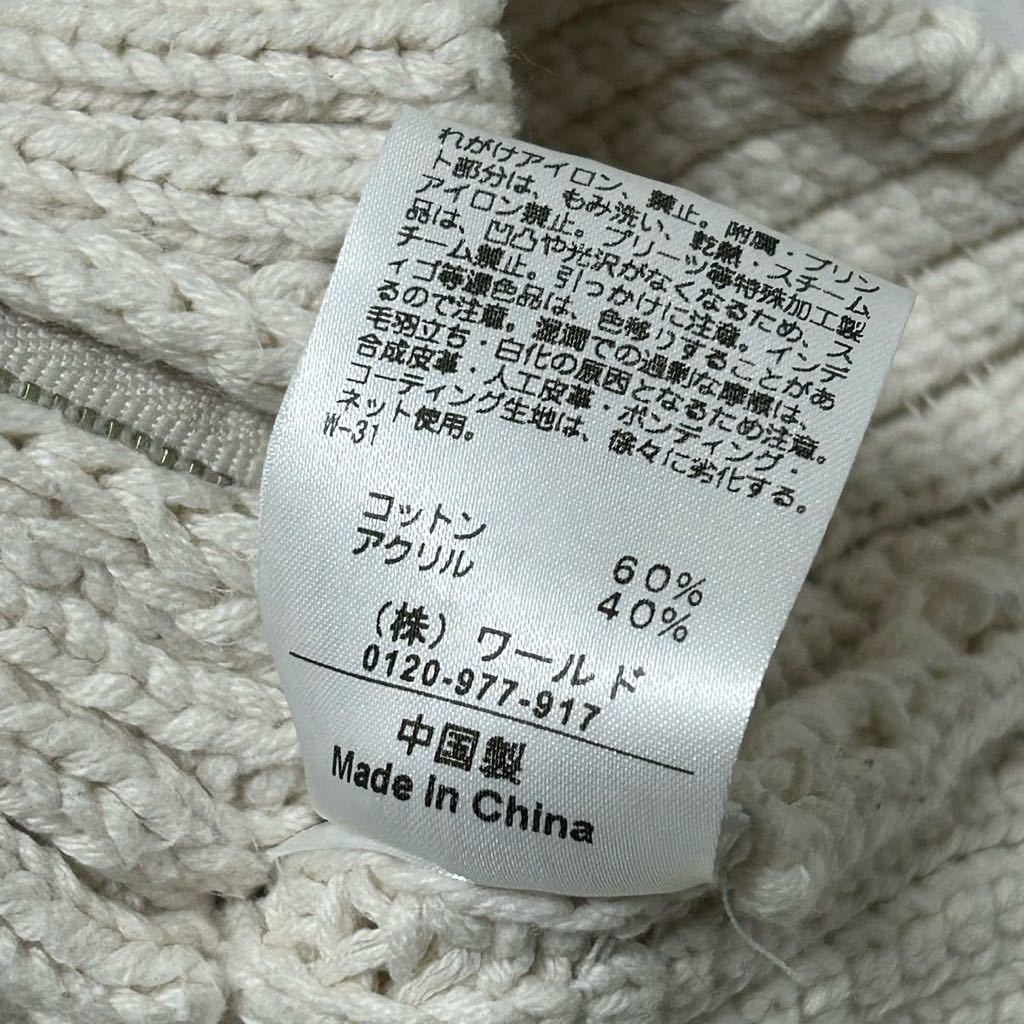 れがけアイロン、禁止。附属・プリン
ト部分は、もみ洗い、乾熱・スチーム
アイロン禁止。プリーツ等特殊加工製
品は、凹凸や光沢がなくなるため、ス
チーム禁止。引っかけに注意。インデ
ィゴ等濃色品は、色移りすることがあ
るので注意。湿潤での過剰な摩擦は、
毛羽立ち・白化の原因となるため注意。
合成皮革・人工皮革・ボンディング・
コーティング生地は、徐々に劣化する。
ネット使用。
W-31
コットン 60%
アクリル 40%
(株) ワールド
0120-977-917
中国製
Made In China